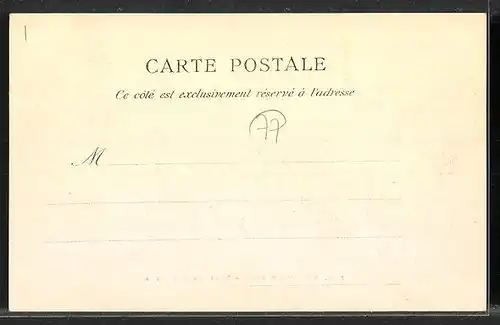 CARTE POSTALE
Ce côté est exclusivement réservé à l'adresse
77
M